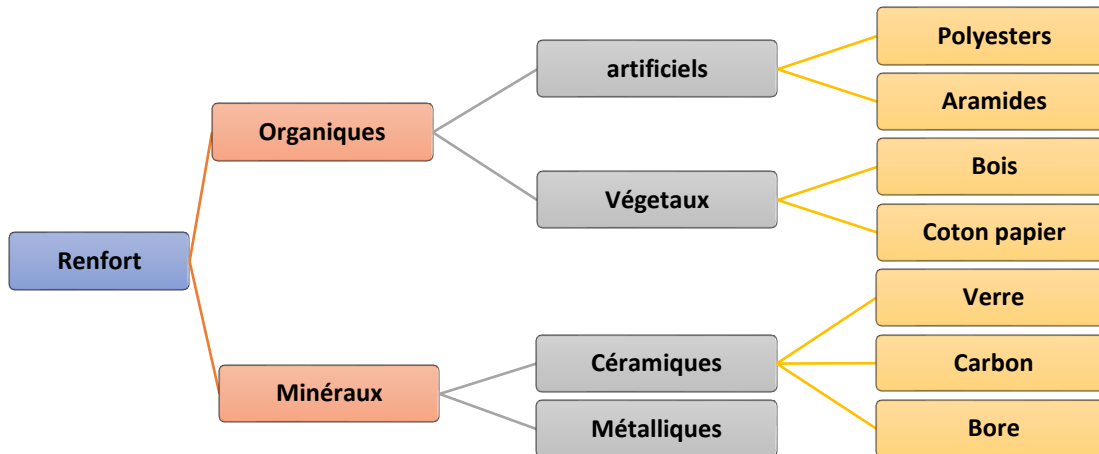 Polyesters
artificiels
Aramides
Organiques
Bois
Végetaux
Coton papier
Renfort
Verre
Céramiques
Carbon
Minéraux
Métalliques
Bore